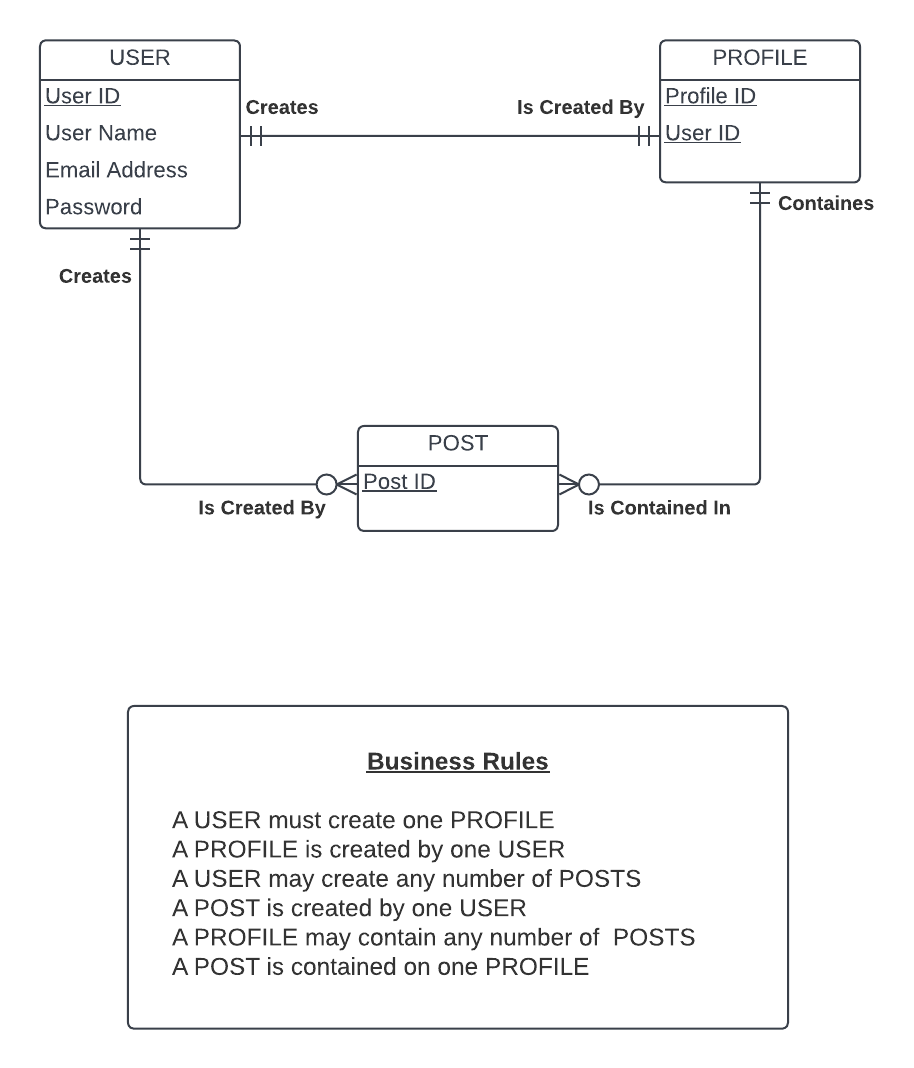 USER
User ID
User Name
Email Address
Password
Creates
Is Created By
PROFILE
Profile ID
User ID
Containes
Creates
POST
Post ID
Is Created By
Is Contained In
Business Rules
A USER must create one PROFILE
A PROFILE is created by one USER
A USER may create any number of POSTS
A POST is created by one USER
A PROFILE may contain any number of  POSTS
A POST is contained on one PROFILE